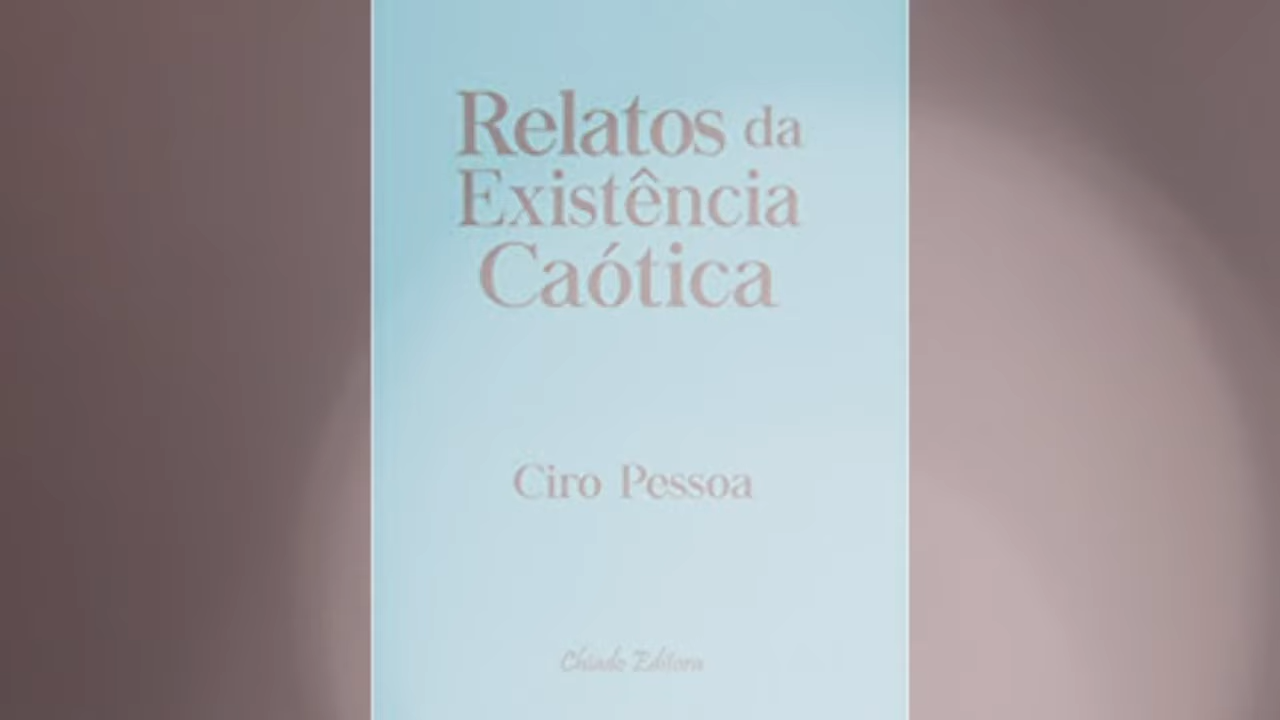 Relatos da
Existência
Caótica
Ciro Pessoa
Chiado Editora